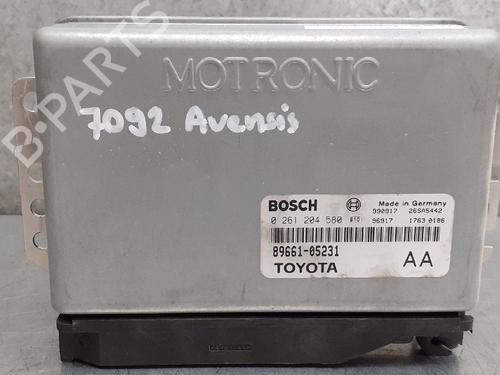 MOTRONIC
7092 Avensis
BOSCH
Made in Germany
0 261 204 580
990917 26SA5442
96917 1763 0186
89661-05231
TOYOTA
AA
B-PARTS